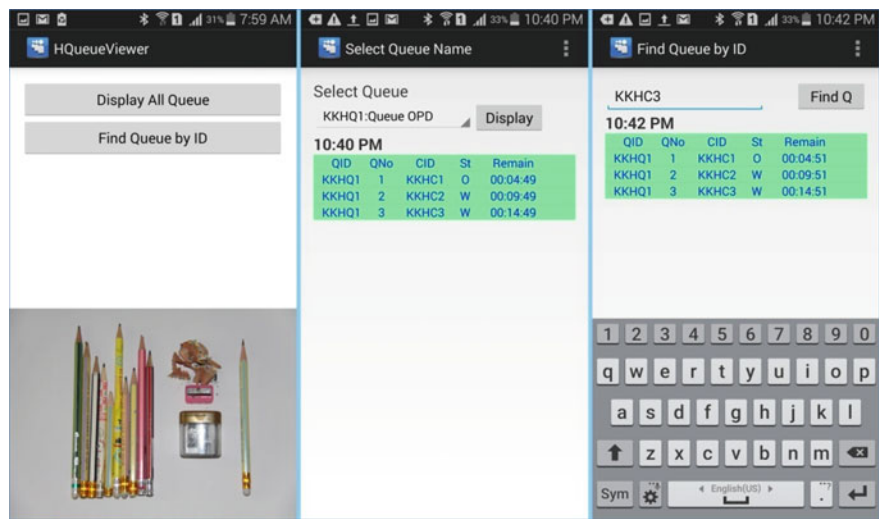 31% 7:59 AM
HQueueViewer
Display All Queue
Find Queue by ID
33% 10:40 PM
Select Queue Name
Select Queue
KKHQ1:Queue OPD Display
10:40 PM
QID QNo CID St Remain
KKHQ1 1 KKHC1 O 00:04:49
KKHQ1 2 KKHC2 W 00:09:49
KKHQ1 3 KKHC3 W 00:14:49
33% 10:42 PM
Find Queue by ID
KKHC3 Find Q
10:42 PM
QID QNo CID St Remain
KKHQ1 1 KKHC1 O 00:04:51
KKHQ1 2 KKHC2 W 00:09:51
KKHQ1 3 KKHC3 W 00:14:51
1 2 3 4 5 6 7 8 9 0
q w e r t y u i o p
a s d f g h j k l
z x c v b n m
Sym English(US) .